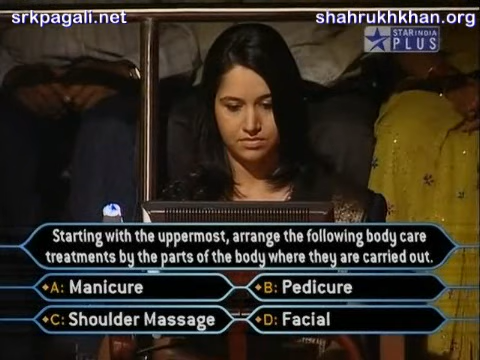 srkpagali.net
shahrukhkhan.org
STAR INDIA
PLUS
Starting with the uppermost, arrange the following body care
treatments by the parts of the body where they are carried out.
A: Manicure
B: Pedicure
C: Shoulder Massage
D: Facial